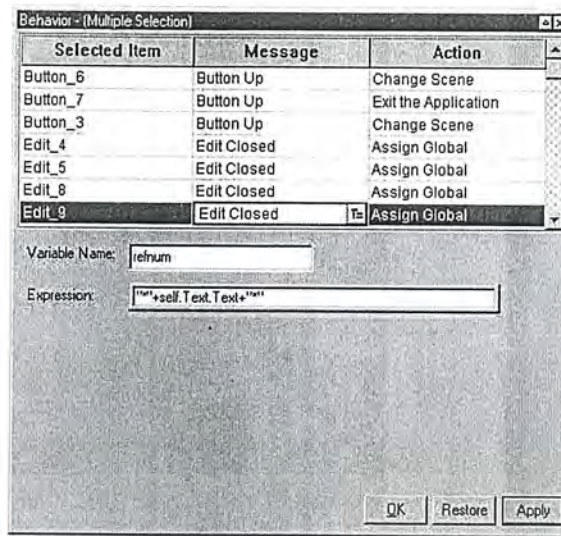 Behavior - (Multiple Selection)
Selected Item Message Action
Button_6 Button Up Change Scene
Button_7 Button Up Exit the Application
Button_3 Button Up Change Scene
Edit_4 Edit Closed Assign Global
Edit_5 Edit Closed Assign Global
Edit_8 Edit Closed Assign Global
Edit_9 Edit Closed T= Assign Global
Variable Name: refnum
Expression: "'*"+self.Text.Text+"*'"
OK Restore Apply